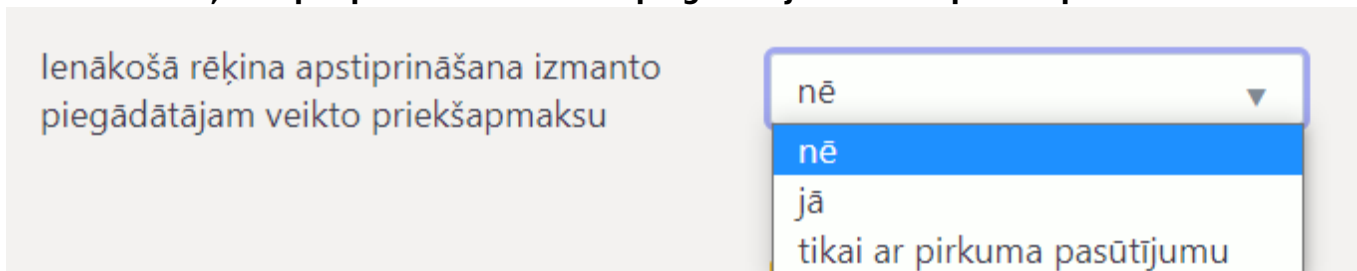 Ienākošā rēķina apstiprināšana izmanto
piegādātājam veikto priekšapmaksu
nē
nē
jā
tikai ar pirkuma pasūtījumu